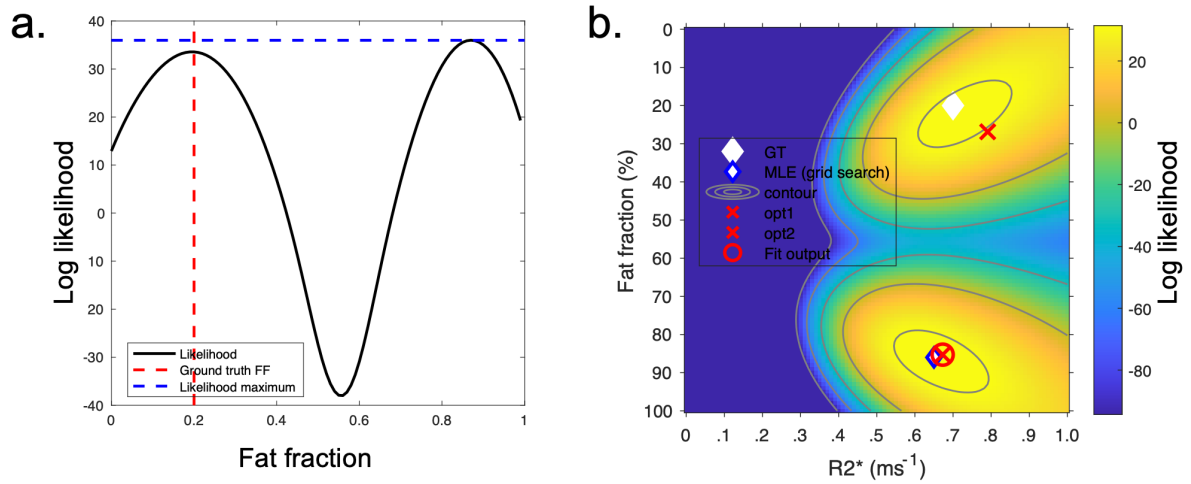 a.
40
30
20
10
0
10
-20
-30
-40
Log likelihood
Likelihood
Ground truth FF
Likelihood maximum
0
0.2
0.4
0.6
0.8
1
Fat fraction
b.
0
10
20
30
40
50
60
70
80
90
100
Fat fraction (%)
GT
MLE (grid search)
contour
opt1
opt2
Fit output
0 .1 .2 .3 .4 .5 .6 .7 .8 .9 1.0
R2* (ms⁻¹)
20
0
-20
-40
-60
-80
Log likelihood